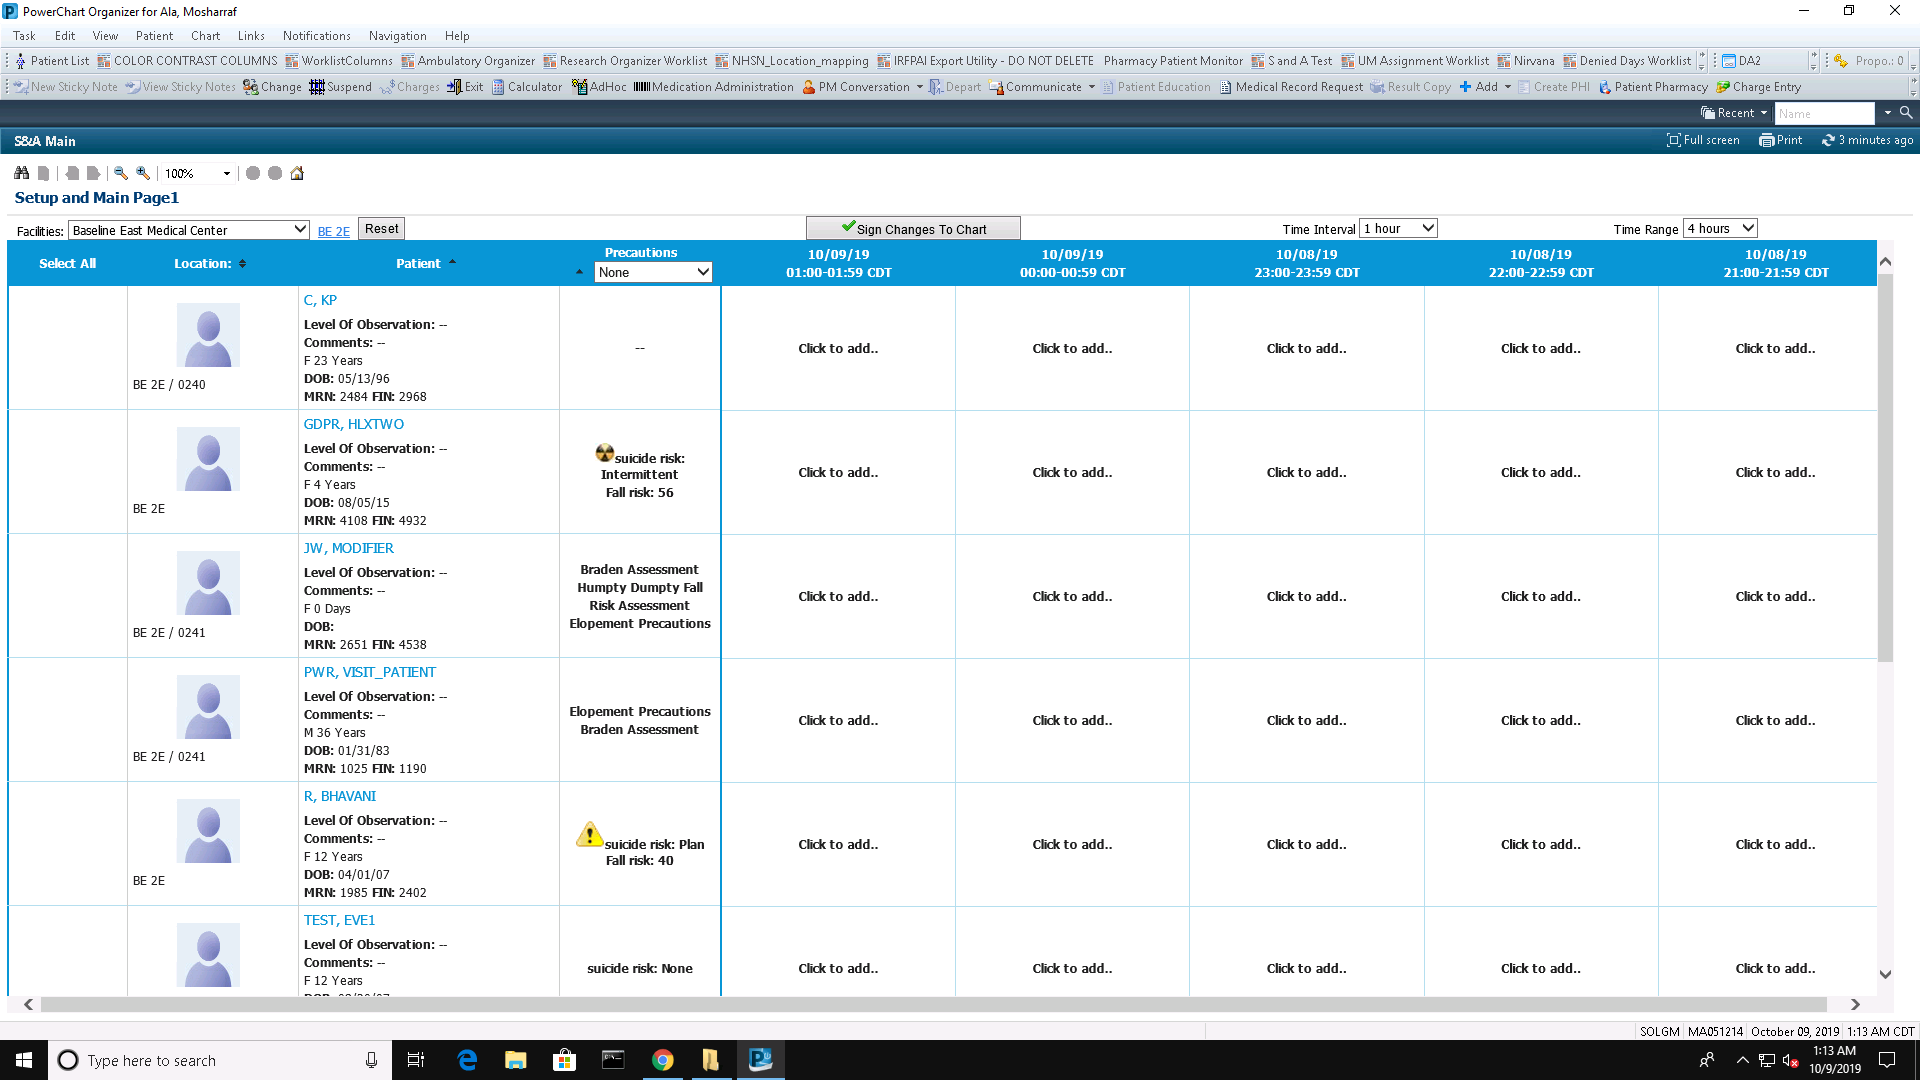 PowerChart Organizer for Ala, Mosharraf
Task Edit View Patient Chart Links Notifications Navigation Help
Patient List COLOR CONTRAST COLUMNS WorklistColumns Ambulatory Organizer Research Organizer Worklist NHSN_Location_mapping IRFPAI Export Utility - DO NOT DELETE Pharmacy Patient Monitor S and A Test UM Assignment Worklist Nirvana Denied Days Worklist DA2 Propo.: 0
New Sticky Note View Sticky Notes Change Suspend Charges Exit Calculator AdHoc Medication Administration PM Conversation Depart Communicate Patient Education Medical Record Request Result Copy Add Create PHI Patient Pharmacy Charge Entry
Recent Name
S&A Main Full screen Print 3 minutes ago
100%
Setup and Main Page1
Facilities: Baseline East Medical Center BE 2E Reset Sign Changes To Chart Time Interval 1 hour Time Range 4 hours
Select All Location: Patient Precautions None
10/09/19 01:00-01:59 CDT
10/09/19 00:00-00:59 CDT
10/08/19 23:00-23:59 CDT
10/08/19 22:00-22:59 CDT
10/08/19 21:00-21:59 CDT
BE 2E / 0240
C, KP
Level Of Observation: --
Comments: --
F 23 Years
DOB: 05/13/96
MRN: 2484 FIN: 2968
--
Click to add.. Click to add.. Click to add.. Click to add.. Click to add..
BE 2E
GDPR, HLXTWO
Level Of Observation: --
Comments: --
F 4 Years
DOB: 08/05/15
MRN: 4108 FIN: 4932
suicide risk:
Intermittent
Fall risk: 56
Click to add.. Click to add.. Click to add.. Click to add.. Click to add..
BE 2E / 0241
JW, MODIFIER
Level Of Observation: --
Comments: --
F 0 Days
DOB:
MRN: 2651 FIN: 4538
Braden Assessment
Humpty Dumpty Fall
Risk Assessment
Elopement Precautions
Click to add.. Click to add.. Click to add.. Click to add.. Click to add..
BE 2E / 0241
PWR, VISIT_PATIENT
Level Of Observation: --
Comments: --
M 36 Years
DOB: 01/31/83
MRN: 1025 FIN: 1190
Elopement Precautions
Braden Assessment
Click to add.. Click to add.. Click to add.. Click to add.. Click to add..
BE 2E
R, BHAVANI
Level Of Observation: --
Comments: --
F 12 Years
DOB: 04/01/07
MRN: 1985 FIN: 2402
suicide risk: Plan
Fall risk: 40
Click to add.. Click to add.. Click to add.. Click to add.. Click to add..
TEST, EVE1
Level Of Observation: --
Comments: --
F 12 Years
suicide risk: None
Click to add.. Click to add.. Click to add.. Click to add.. Click to add..
SOLGM MA051214 October 09, 2019 1:13 AM CDT
Type here to search
1:13 AM
10/9/2019